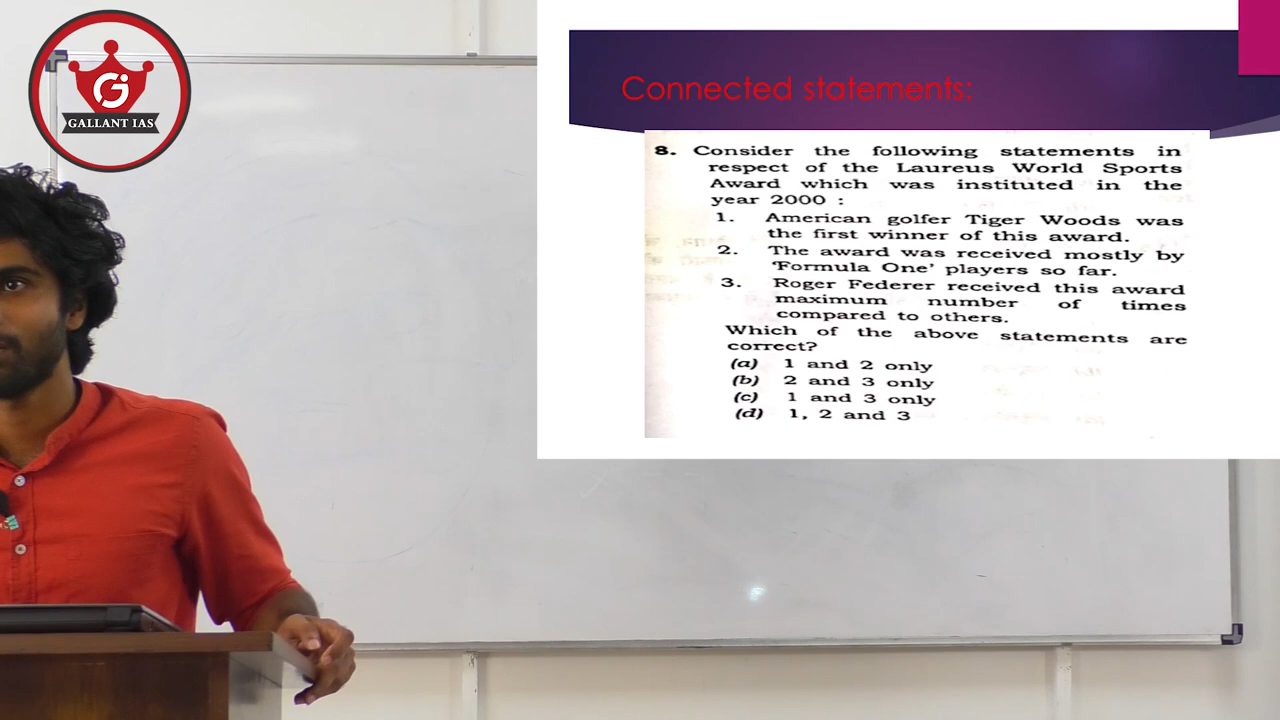 GALLANT IAS
Connected statements:
8. Consider the following statements in
respect of the Laureus World Sports
Award which was instituted in the
year 2000 :
1. American golfer Tiger Woods was
the first winner of this award.
2. The award was received mostly by
'Formula One' players so far.
3. Roger Federer received this award
maximum number of times
compared to others.
Which of the above statements are
correct?
(a) 1 and 2 only
(b) 2 and 3 only
(c) 1 and 3 only
(d) 1, 2 and 3